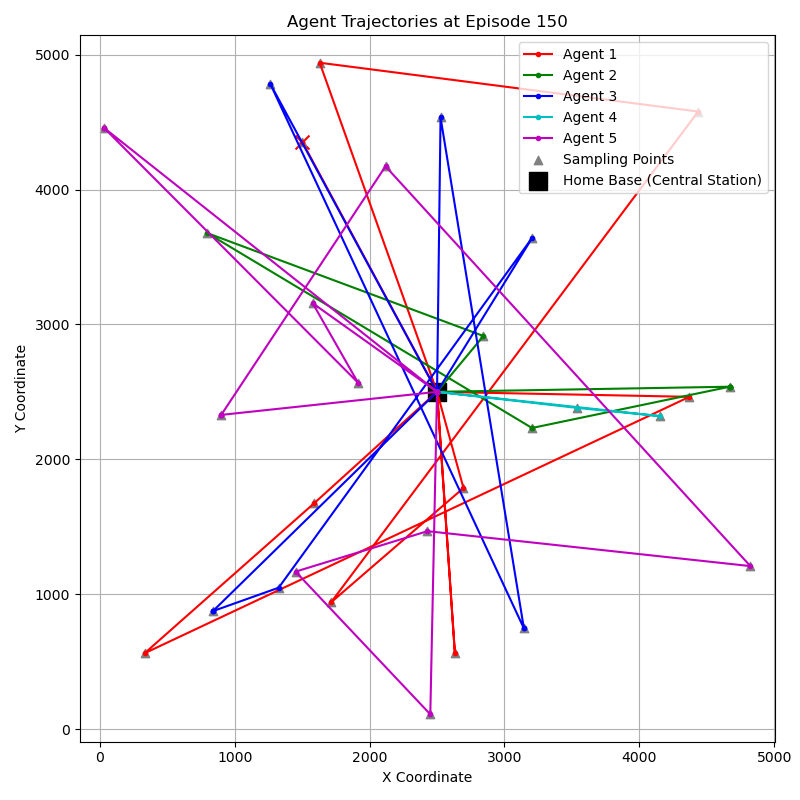 Agent Trajectories at Episode 150
Agent 1
Agent 2
Agent 3
Agent 4
Agent 5
Sampling Points
Home Base (Central Station)
Y Coordinate
5000
4000
3000
2000
1000
0
0 1000 2000 3000 4000 5000
X Coordinate